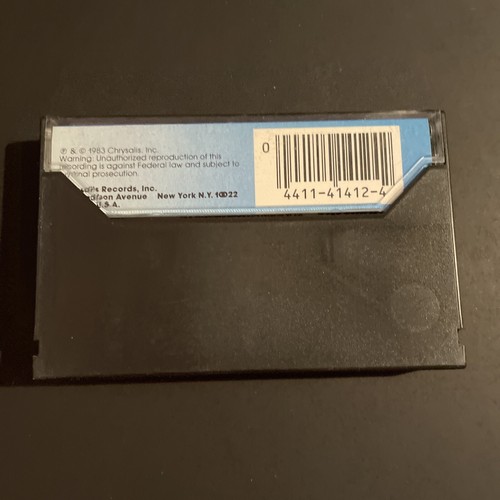 ℗ & © 1983 Chrysalis, Inc.
Warning: Unauthorized reproduction of this
recording is against Federal law and subject to
criminal prosecution.
Records, Inc.
Avenue New York N.Y. 10022
U.S.A.
0
4411-41412-4